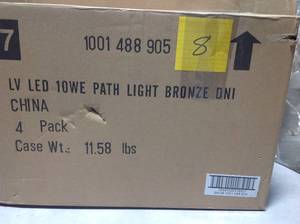 7
1001 488 905
8
LV LED 10WE PATH LIGHT BRONZE DNI
CHINA
4 Pack
Case Wt.: 11.58 lbs